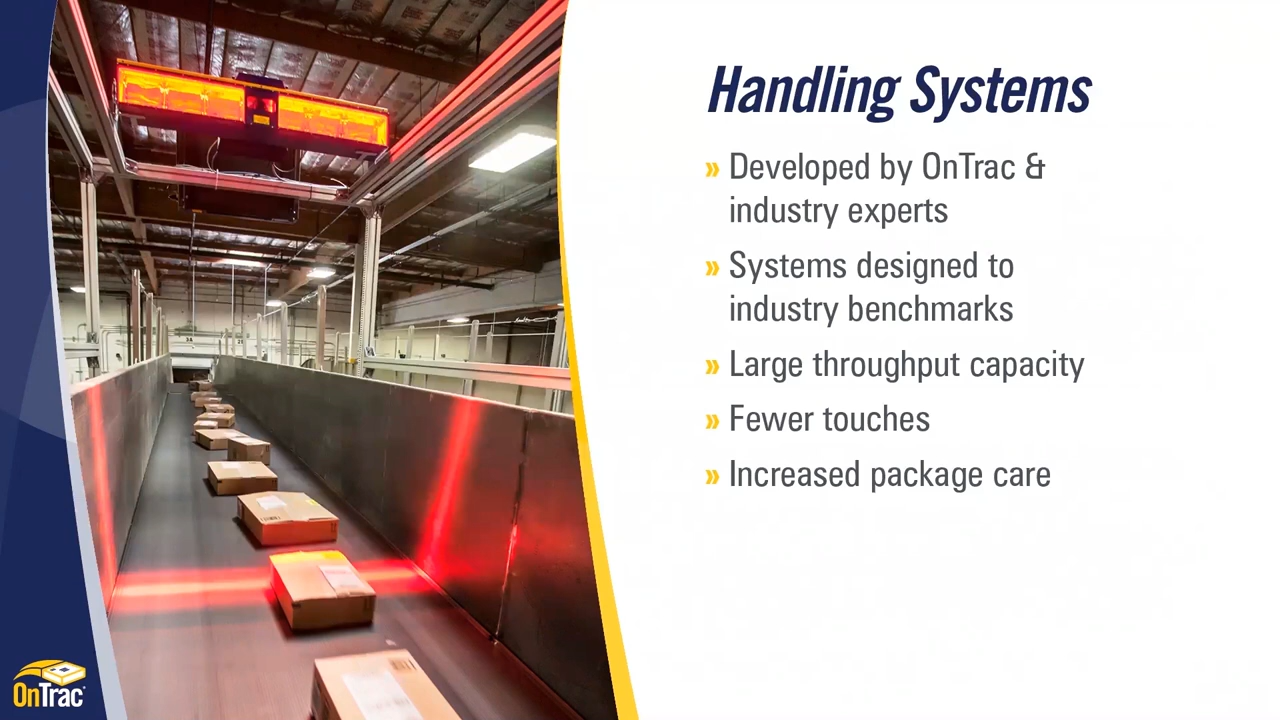 Handling Systems
» Developed by OnTrac &
industry experts
» Systems designed to
industry benchmarks
» Large throughput capacity
» Fewer touches
» Increased package care
OnTrac